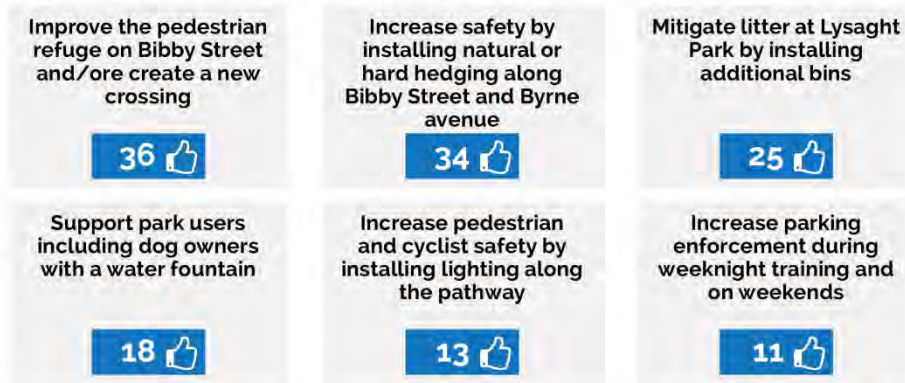 Improve the pedestrian
refuge on Bibby Street
and/ore create a new
crossing
36
Increase safety by
installing natural or
hard hedging along
Bibby Street and Byrne
avenue
34
Mitigate litter at Lysaght
Park by installing
additional bins
25
Support park users
including dog owners
with a water fountain
18
Increase pedestrian
and cyclist safety by
installing lighting along
the pathway
13
Increase parking
enforcement during
weeknight training and
on weekends
11